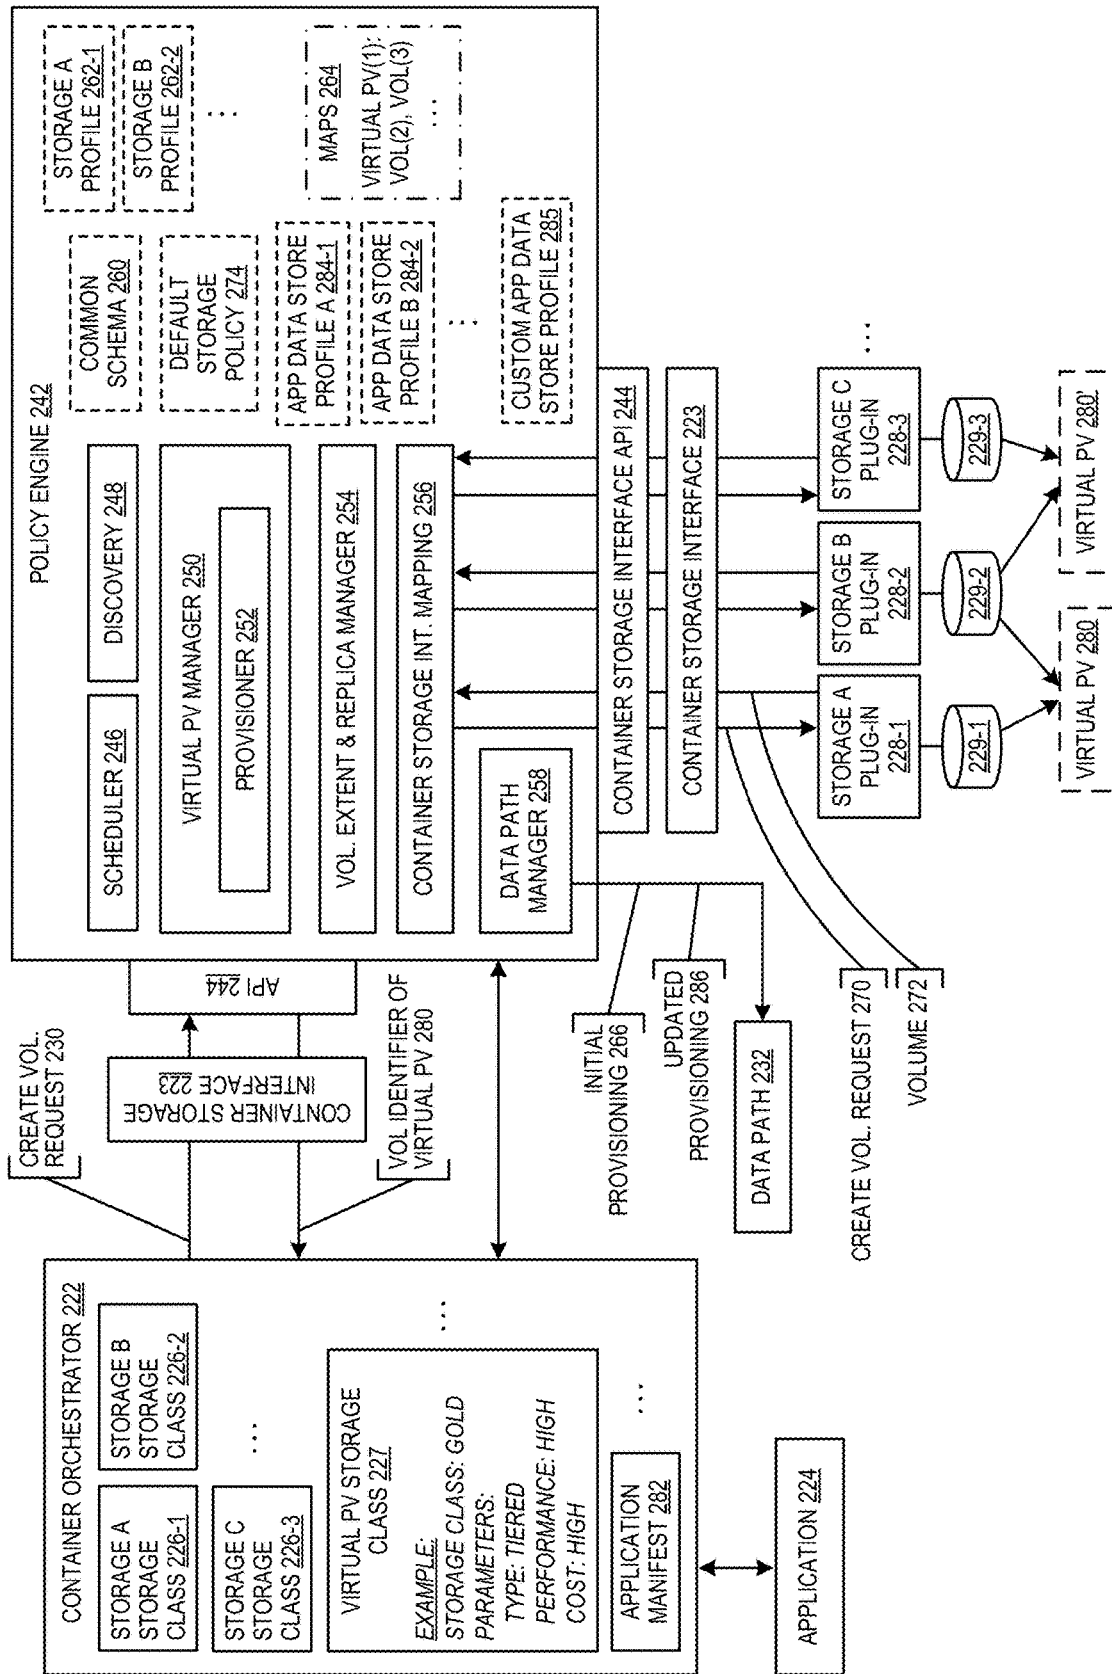 CONTAINER ORCHESTRATOR 222
STORAGE A
STORAGE
CLASS 226-1
STORAGE B
STORAGE
CLASS 226-2
STORAGE C
STORAGE
CLASS 226-3
...
VIRTUAL PV STORAGE
CLASS 227
EXAMPLE:
STORAGE CLASS: GOLD
PARAMETERS:
TYPE: TIERED
PERFORMANCE: HIGH
COST: HIGH
...
APPLICATION
MANIFEST 282
...
APPLICATION 224
CREATE VOL.
REQUEST 230
CONTAINER STORAGE
INTERFACE 223
API 244
VOL IDENTIFIER OF
VIRTUAL PV 280
POLICY ENGINE 242
SCHEDULER 246
DISCOVERY 248
VIRTUAL PV MANAGER 250
PROVISIONER 252
VOL. EXTENT & REPLICA MANAGER 254
CONTAINER STORAGE INT. MAPPING 256
DATA PATH
MANAGER 258
COMMON
SCHEMA 260
DEFAULT
STORAGE
POLICY 274
APP DATA STORE
PROFILE A 284-1
APP DATA STORE
PROFILE B 284-2
...
CUSTOM APP DATA
STORE PROFILE 285
STORAGE A
PROFILE 262-1
STORAGE B
PROFILE 262-2
...
MAPS 264
VIRTUAL PV(1):
VOL(2), VOL(3)
...
INITIAL
PROVISIONING 266
UPDATED
PROVISIONING 286
DATA PATH 232
CONTAINER STORAGE INTERFACE API 244
CONTAINER STORAGE INTERFACE 223
CREATE VOL. REQUEST 270
VOLUME 272
STORAGE A
PLUG-IN
228-1
STORAGE B
PLUG-IN
228-2
STORAGE C
PLUG-IN
228-3
...
229-1
229-2
229-3
VIRTUAL PV 280
VIRTUAL PV 280'